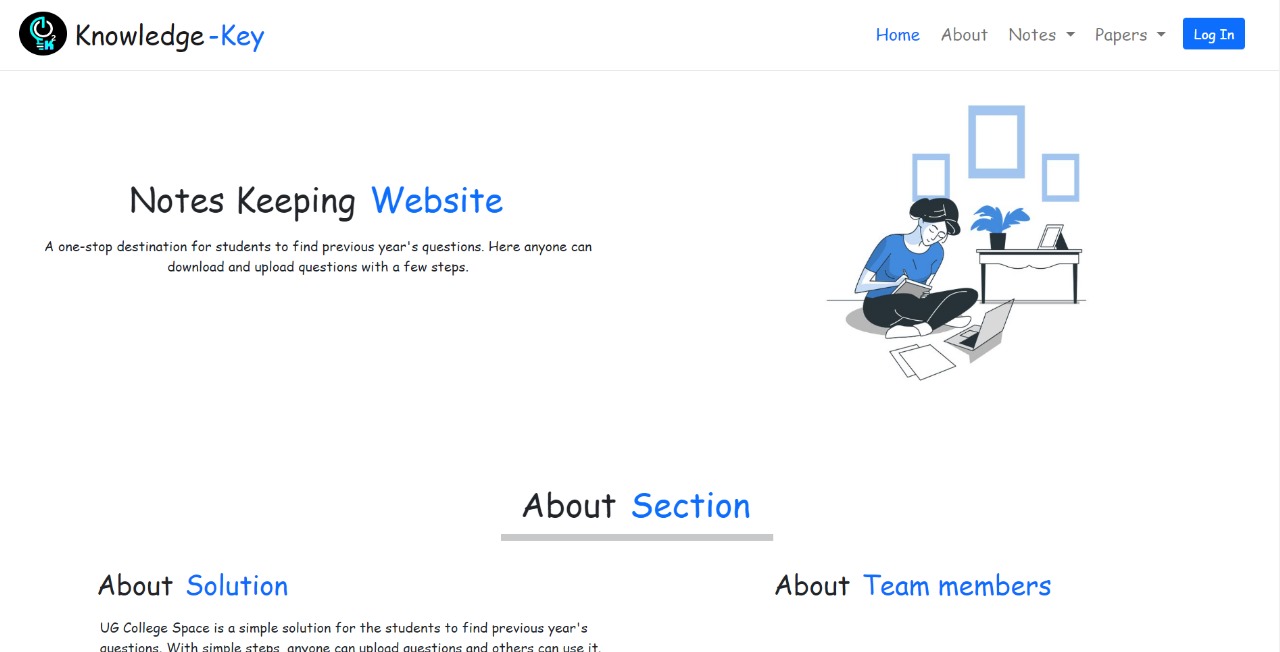 Knowledge-Key
Home About Notes Papers Log In
Notes Keeping Website
A one-stop destination for students to find previous year's questions. Here anyone can
download and upload questions with a few steps.
About Section
About Solution
About Team members
UG College Space is a simple solution for the students to find previous year's
questions. With simple steps, anyone can upload questions and others can use it.